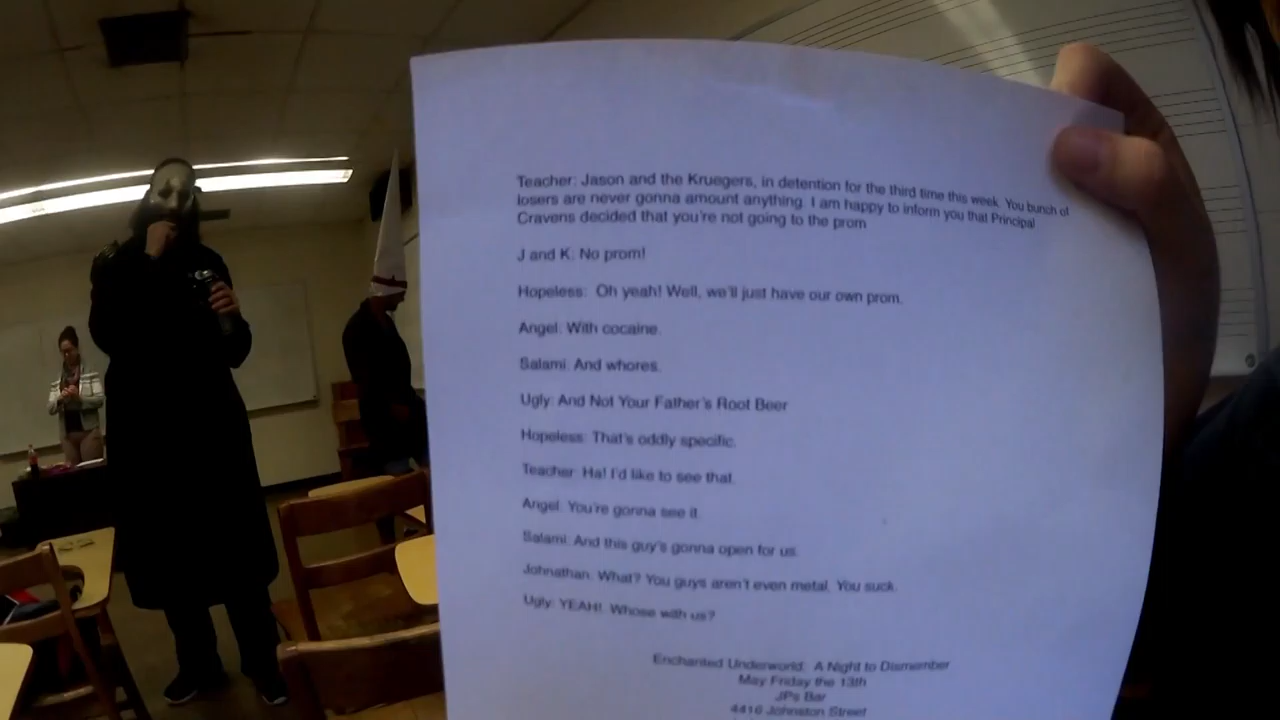 Teacher: Jason and the Kruegers, in detention for the third time this week. You bunch of
losers are never gonna amount anything. I am happy to inform you that Principal
Cravens decided that you're not going to the prom
J and K: No prom!
Hopeless: Oh yeah! Well, we'll just have our own prom.
Angel: With cocaine.
Salami: And whores.
Ugly: And Not Your Father's Root Beer
Hopeless: That's oddly specific.
Teacher: Ha! I'd like to see that.
Angel: You're gonna see it.
Salami: And this guy's gonna open for us.
Johnathan: What? You guys aren't even metal. You suck.
Ugly: YEAH! Whose with us?
Enchanted Underworld: A Night to Dismember
May Friday the 13th
JPs Bar
4416 Johnston Street